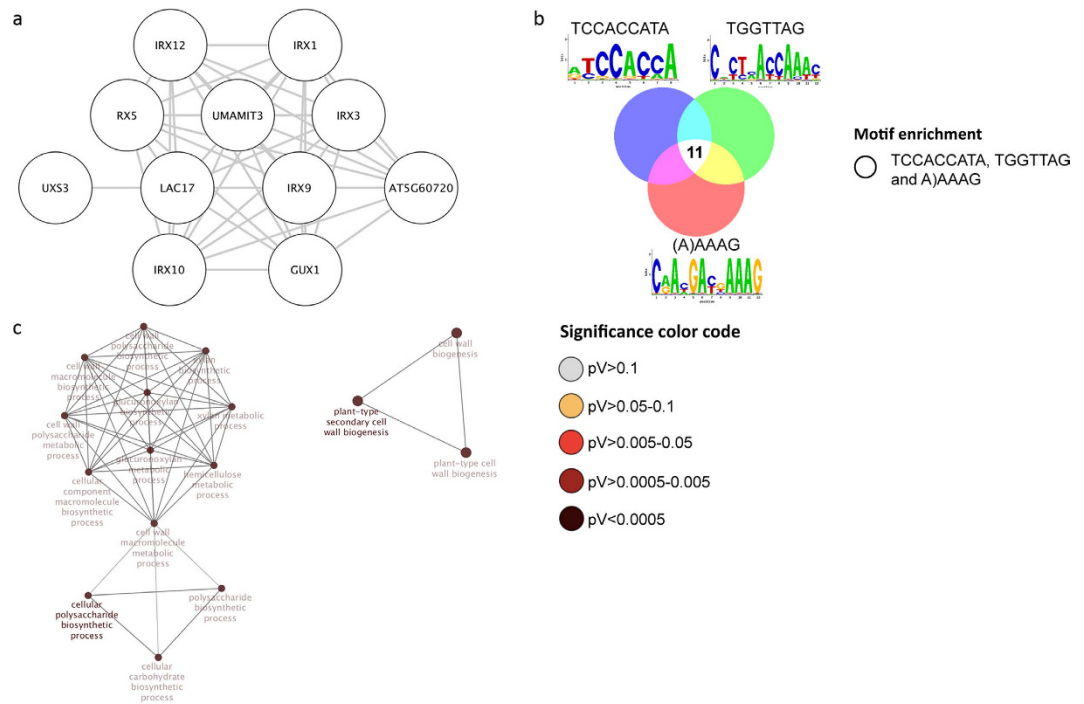 a
IRX12
IRX1
RX5
UMAMIT3
IRX3
UXS3
LAC17
IRX9
AT5G60720
IRX10
GUX1
b
TCCACCATA
TGGTTAG
11
(A)AAAG
Motif enrichment
TCCACCATA, TGGTTAG
and A)AAAG
c
cell wall
polysaccharide
biosynthetic
process
cell wall
macromolecule
biosynthetic
process
xylan
biosynthetic
process
glucuronoxylan
biosynthetic
process
cell wall
polysaccharide
metabolic
process
xylan metabolic
process
glucuronoxylan
metabolic
process
cellular
component
macromolecule
biosynthetic
process
hemicellulose
metabolic
process
cell wall
macromolecule
metabolic
process
cellular
polysaccharide
biosynthetic
process
polysaccharide
biosynthetic
process
cellular
carbohydrate
biosynthetic
process
cell wall
biogenesis
plant-type
secondary cell
wall biogenesis
plant-type cell
wall biogenesis
Significance color code
pV>0.1
pV>0.05-0.1
pV>0.005-0.05
pV>0.0005-0.005
pV<0.0005